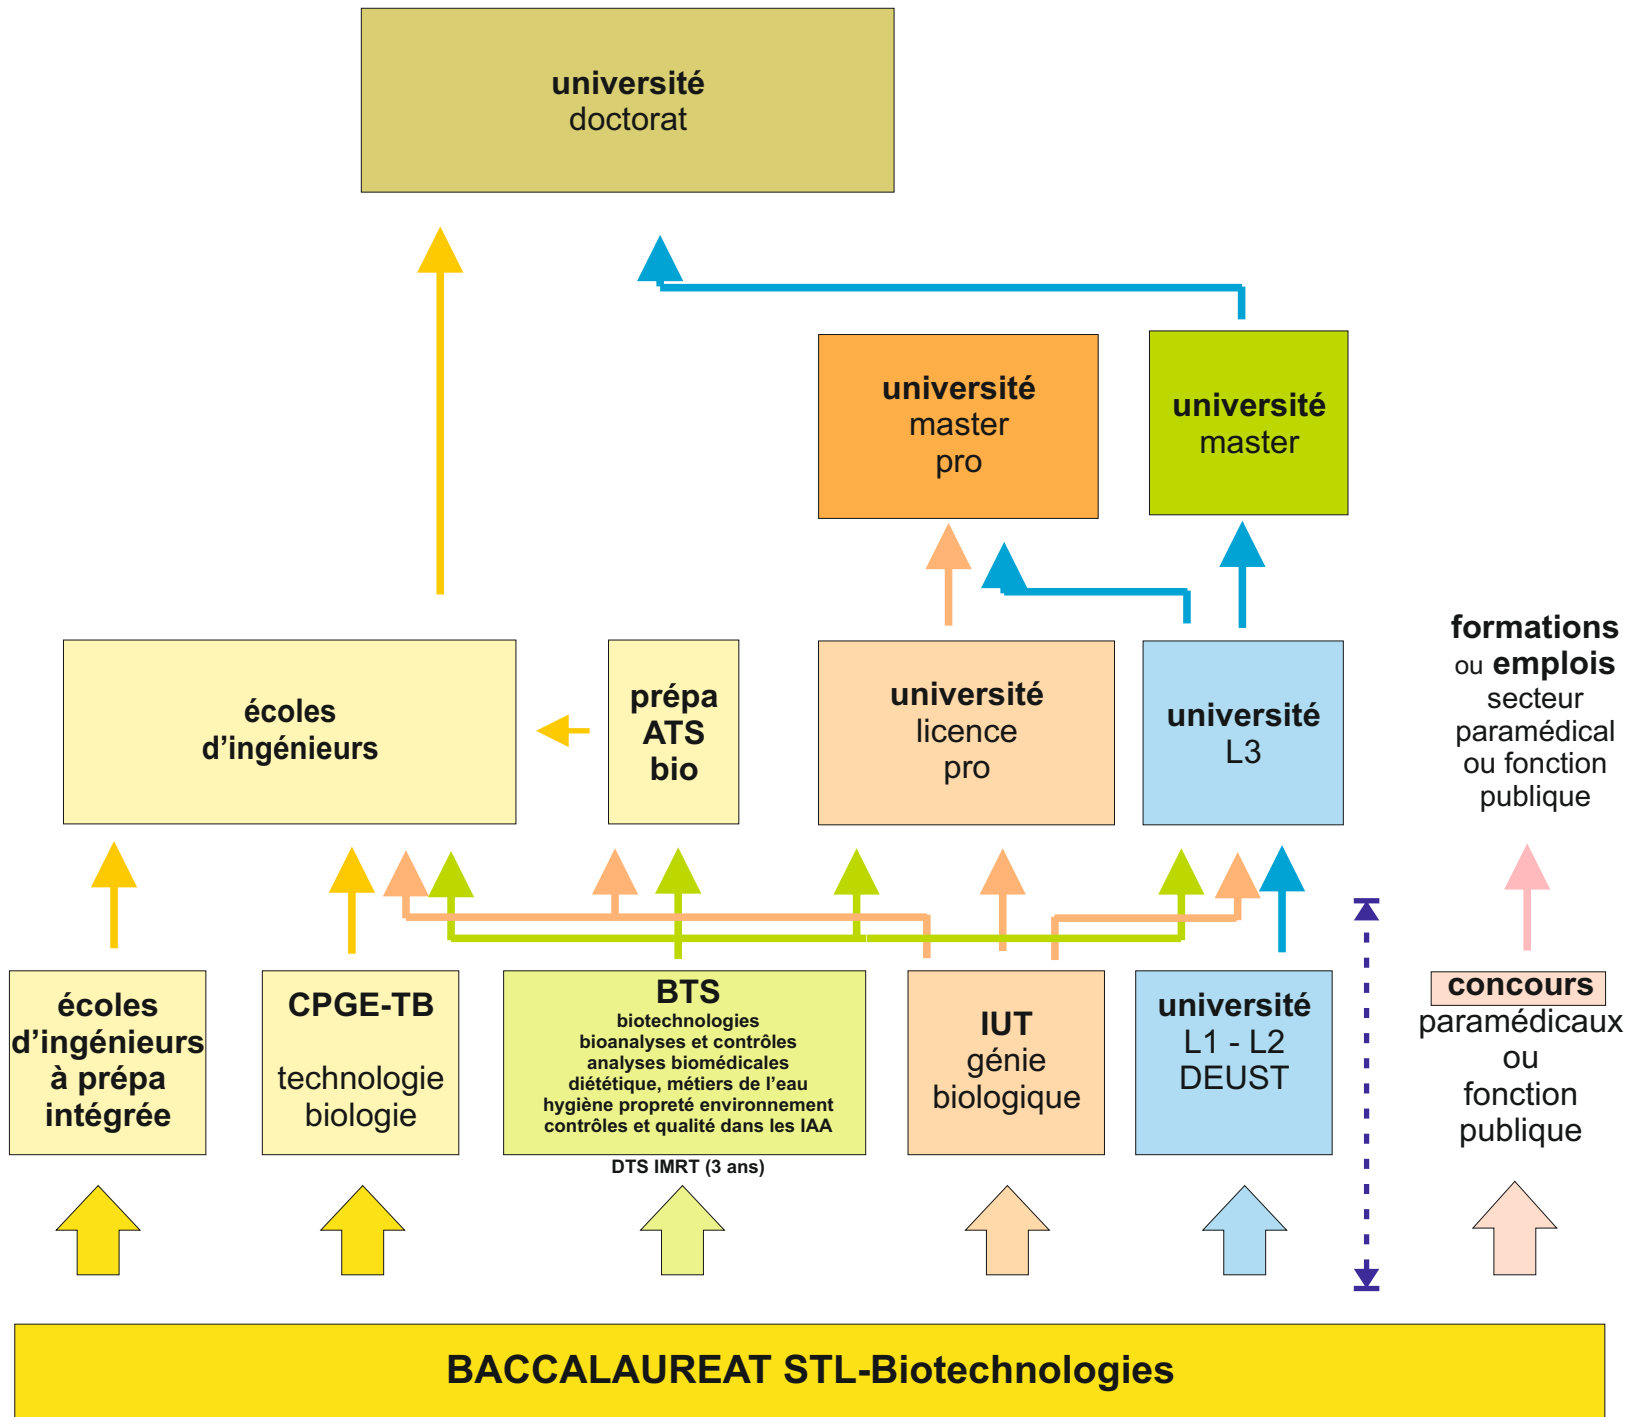 université
doctorat
université
master
pro
université
master
écoles
d’ingénieurs
prépa
ATS
bio
université
licence
pro
université
L3
formations
ou emplois
secteur
paramédical
ou fonction
publique
écoles
d’ingénieurs
à prépa
intégrée
CPGE-TB
technologie
biologie
BTS
biotechnologies
bioanalyses et contrôles
analyses biomédicales
diététique, métiers de l’eau
hygiène propreté environnement
contrôles et qualité dans les IAA
DTS IMRT (3 ans)
IUT
génie
biologique
université
L1 - L2
DEUST
concours
paramédicaux
ou
fonction
publique
BACCALAUREAT STL-Biotechnologies